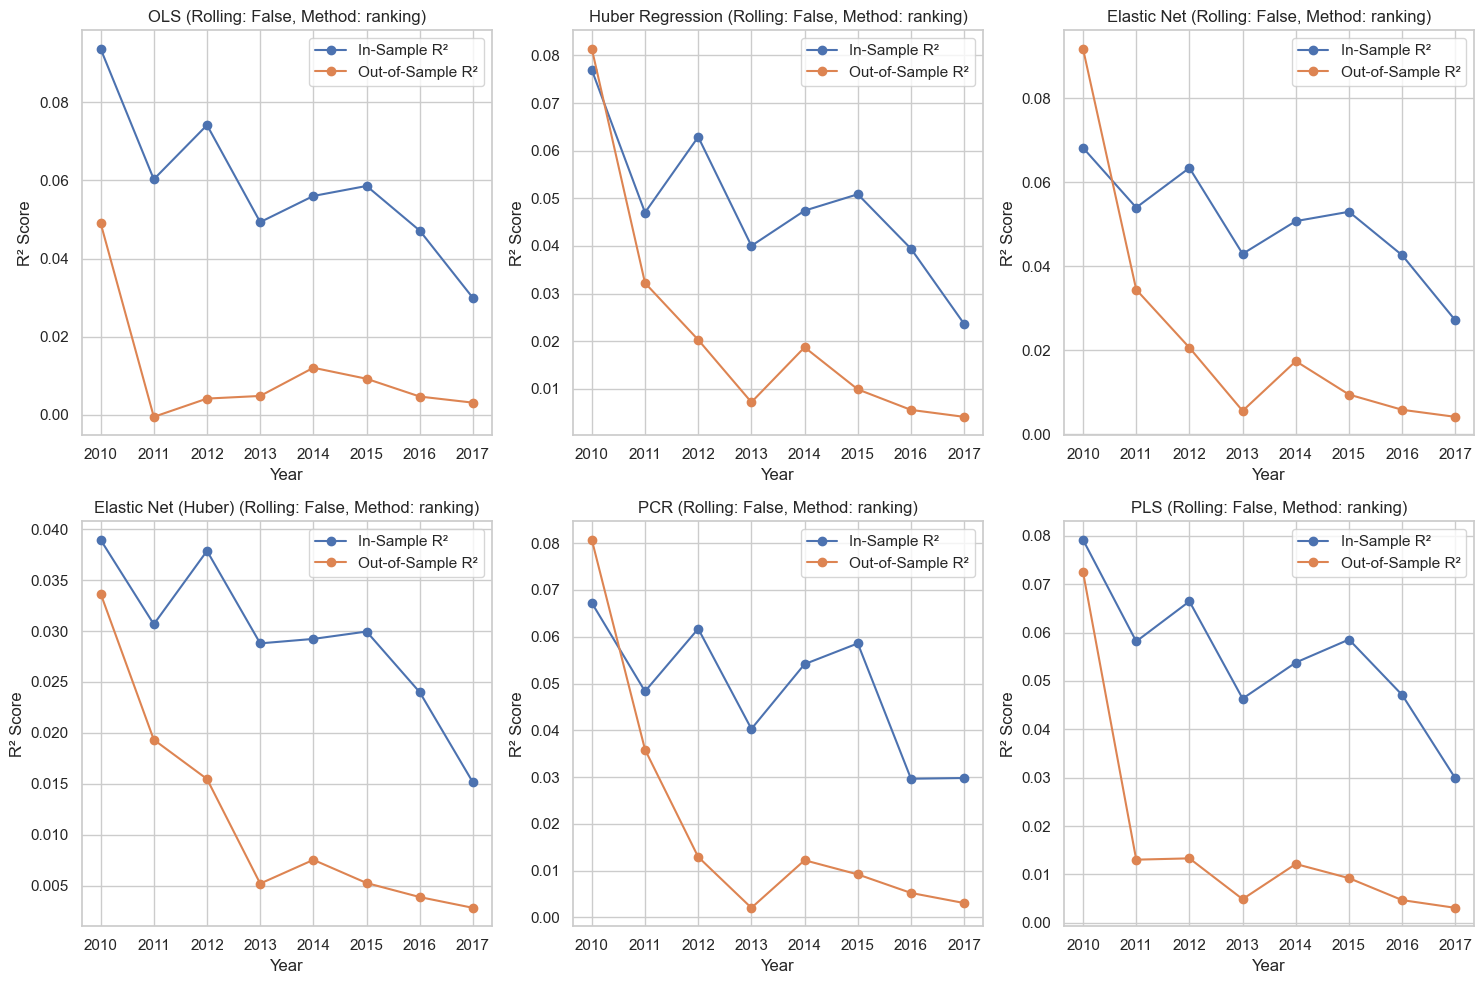 OLS (Rolling: False, Method: ranking)
In-Sample R²
Out-of-Sample R²
0.08
0.06
0.04
0.02
0.00
R² Score
2010 2011 2012 2013 2014 2015 2016 2017
Year
Huber Regression (Rolling: False, Method: ranking)
In-Sample R²
Out-of-Sample R²
0.08
0.07
0.06
0.05
0.04
0.03
0.02
0.01
R² Score
2010 2011 2012 2013 2014 2015 2016 2017
Year
Elastic Net (Rolling: False, Method: ranking)
In-Sample R²
Out-of-Sample R²
0.08
0.06
0.04
0.02
0.00
R² Score
2010 2011 2012 2013 2014 2015 2016 2017
Year
Elastic Net (Huber) (Rolling: False, Method: ranking)
In-Sample R²
Out-of-Sample R²
0.040
0.035
0.030
0.025
0.020
0.015
0.010
0.005
R² Score
2010 2011 2012 2013 2014 2015 2016 2017
Year
PCR (Rolling: False, Method: ranking)
In-Sample R²
Out-of-Sample R²
0.08
0.07
0.06
0.05
0.04
0.03
0.02
0.01
0.00
R² Score
2010 2011 2012 2013 2014 2015 2016 2017
Year
PLS (Rolling: False, Method: ranking)
In-Sample R²
Out-of-Sample R²
0.08
0.07
0.06
0.05
0.04
0.03
0.02
0.01
0.00
R² Score
2010 2011 2012 2013 2014 2015 2016 2017
Year